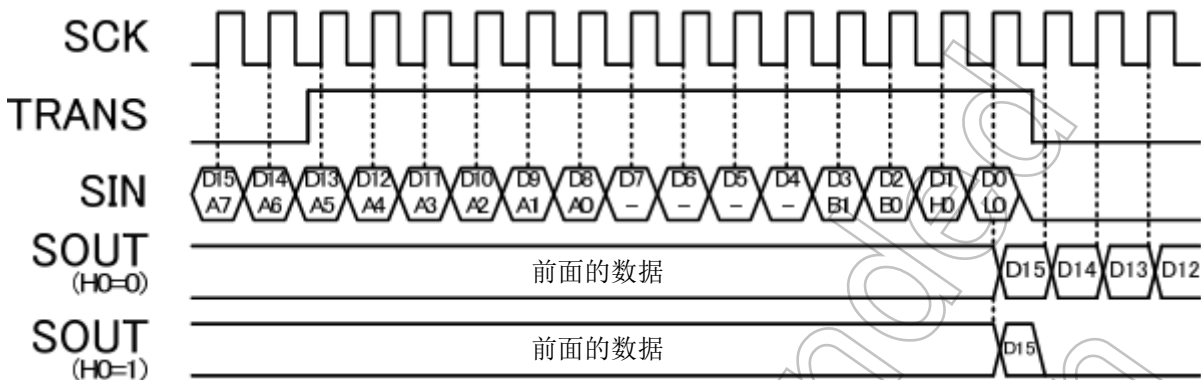 SCK
TRANS
SIN
D15 D14 D13 D12 D11 D10 D9 D8 D7 D6 D5 D4 D3 D2 D1 D0
A7 A6 A5 A4 A3 A2 A1 A0 - - - - B1 B0 H0 L0
SOUT
(H0=0)
前面的数据
D15 D14 D13 D12
SOUT
(H0=1)
前面的数据
D15